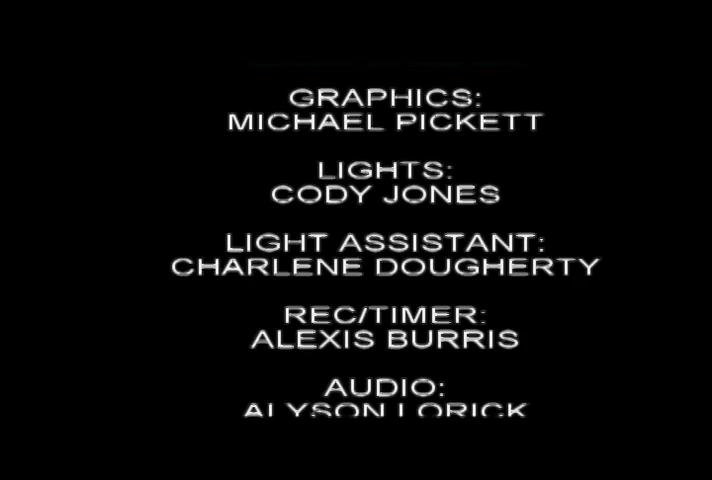 GRAPHICS:
MICHAEL PICKETT
LIGHTS:
CODY JONES
LIGHT ASSISTANT:
CHARLENE DOUGHERTY
REC/TIMER:
ALEXIS BURRIS
AUDIO:
ALYSON LORICK